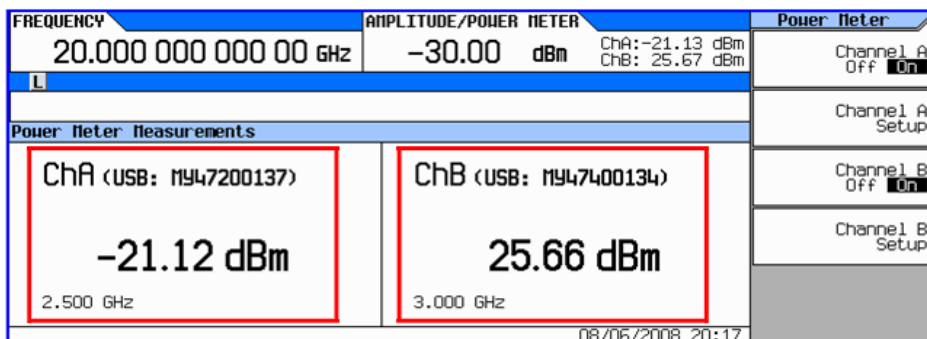 FREQUENCY
20.000 000 000 00 GHz
AMPLITUDE/POWER METER
-30.00 dBm
ChA:-21.13 dBm
ChB: 25.67 dBm
L
Power Meter Measurements
ChA (USB: MY47200137)
-21.12 dBm
2.500 GHz
ChB (USB: MY47400134)
25.66 dBm
3.000 GHz
08/06/2008 20:17
Power Meter
Channel A
Off On
Channel A
Setup
Channel B
Off On
Channel B
Setup